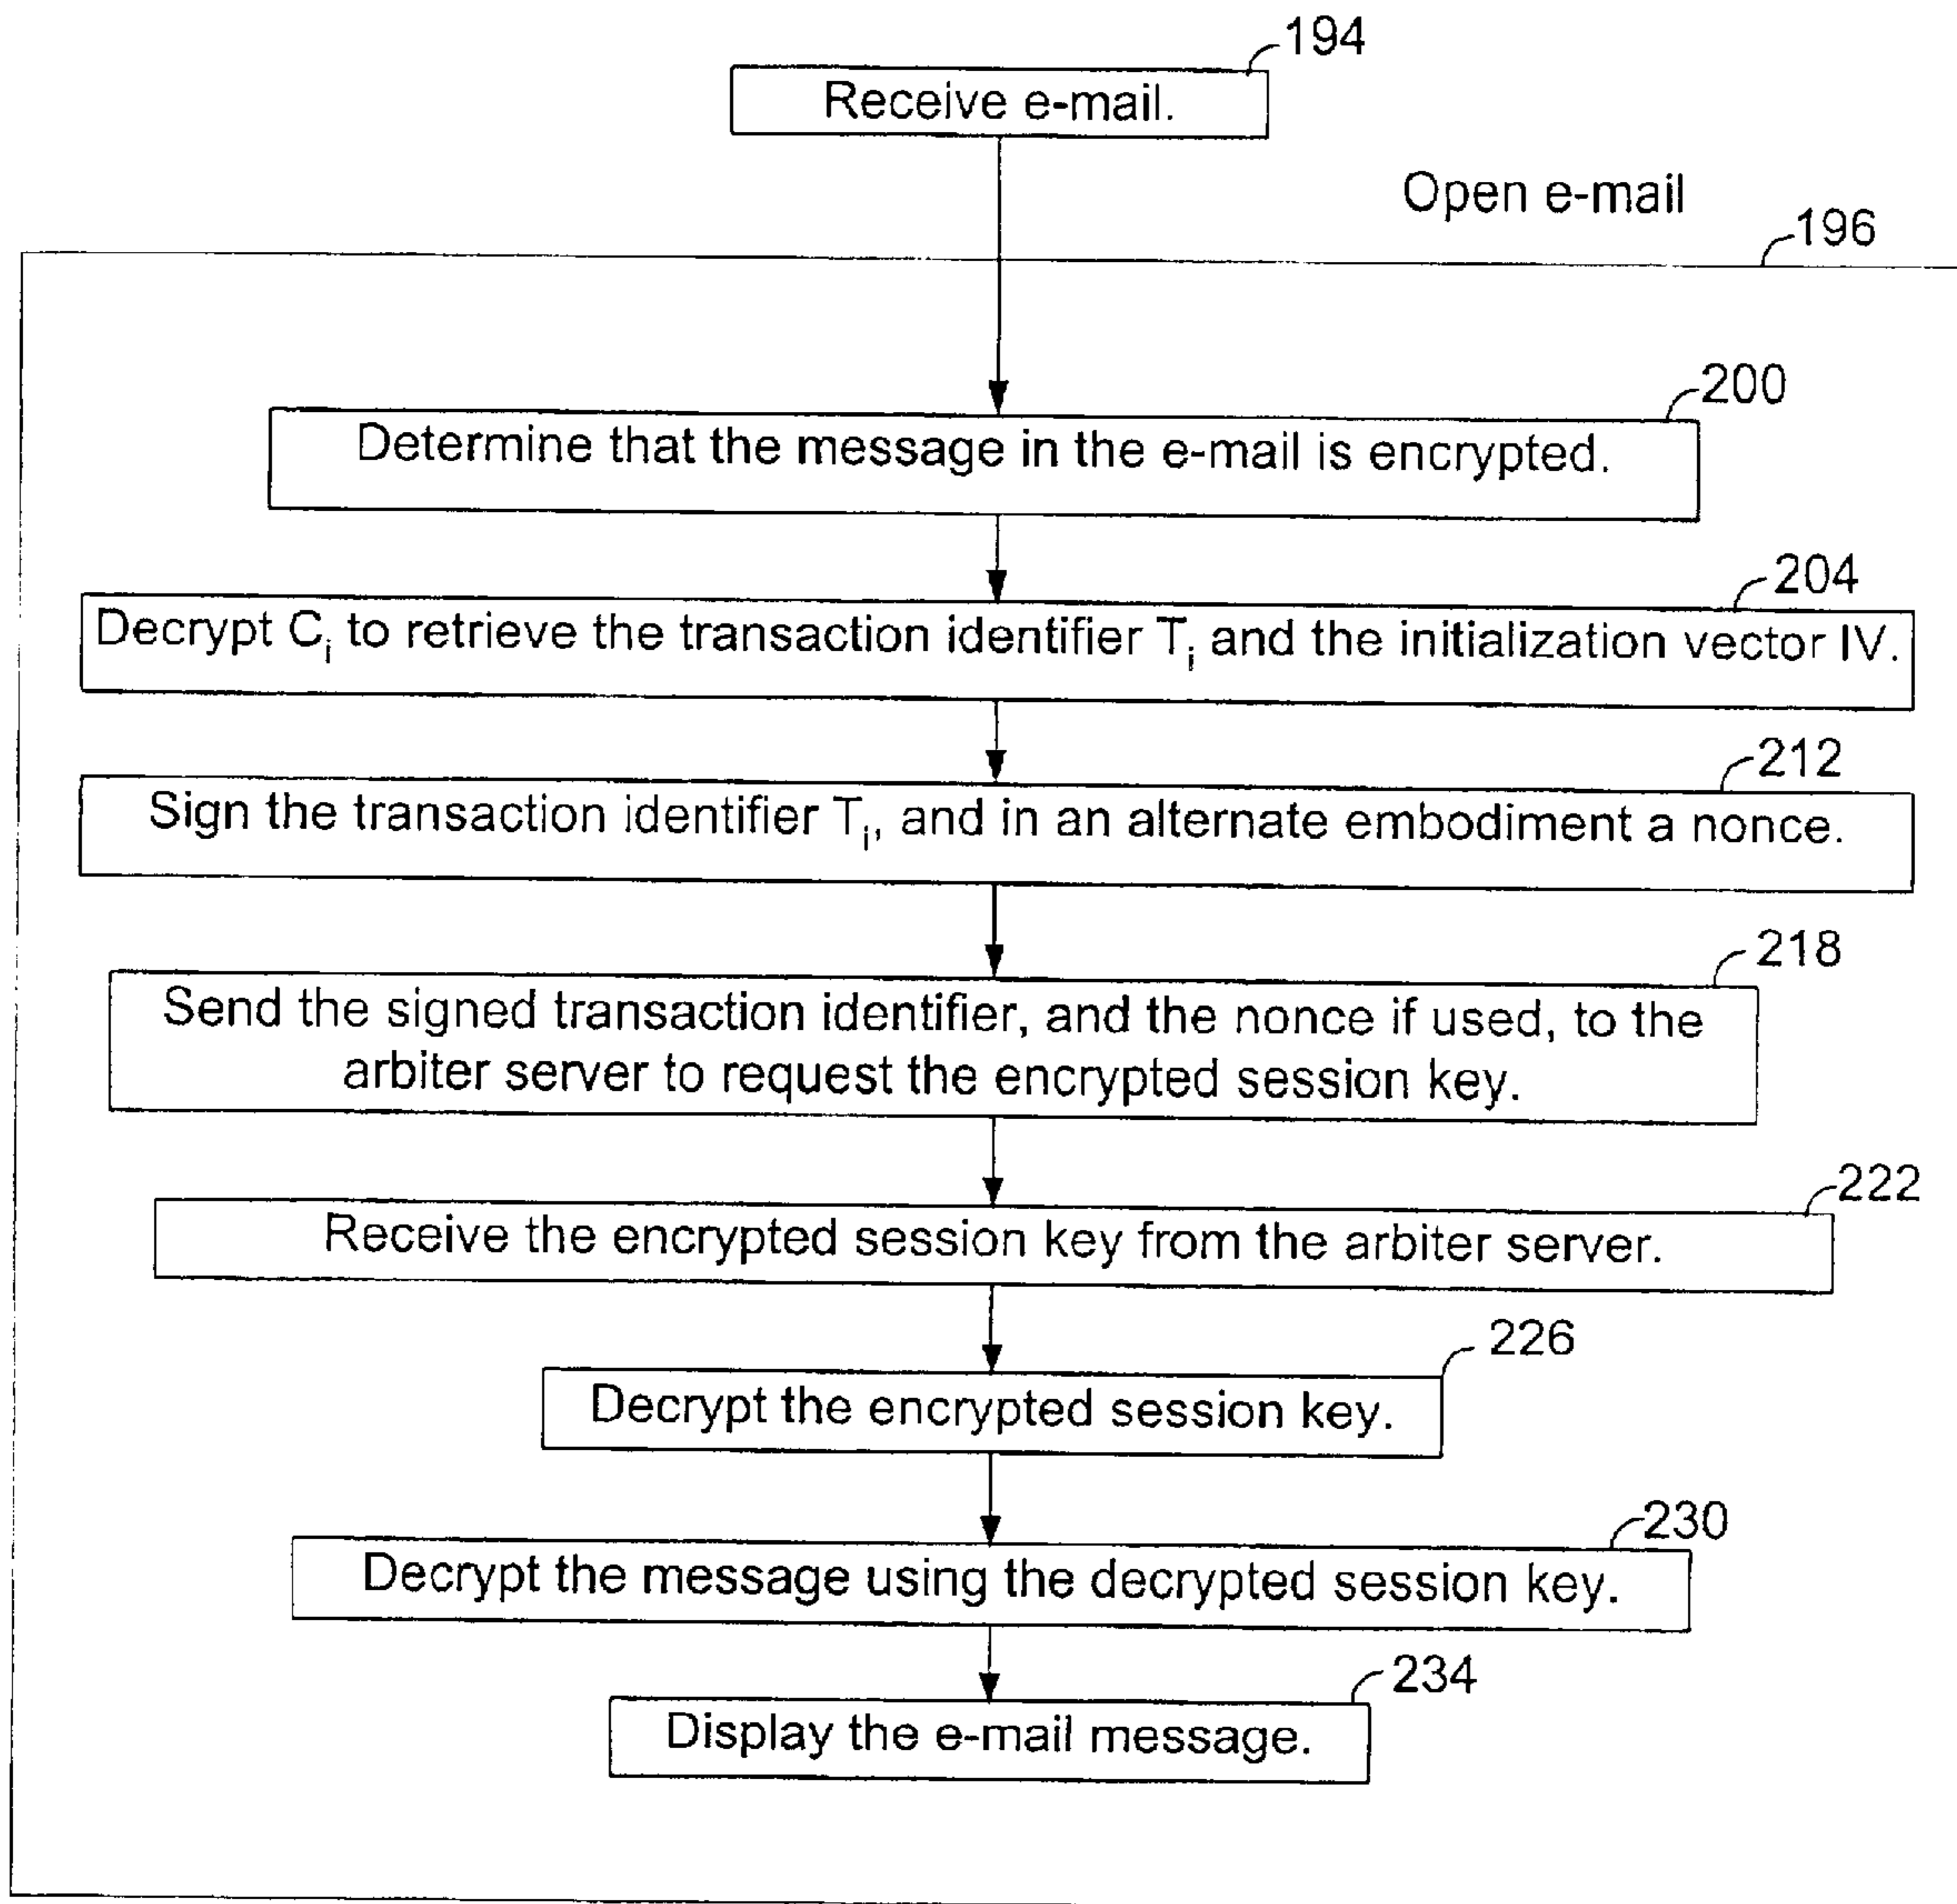 194
Receive e-mail.
Open e-mail
196
200
Determine that the message in the e-mail is encrypted.
204
Decrypt Cᵢ to retrieve the transaction identifier Tᵢ and the initialization vector IV.
212
Sign the transaction identifier Tᵢ, and in an alternate embodiment a nonce.
218
Send the signed transaction identifier, and the nonce if used, to the
arbiter server to request the encrypted session key.
222
Receive the encrypted session key from the arbiter server.
226
Decrypt the encrypted session key.
230
Decrypt the message using the decrypted session key.
234
Display the e-mail message.